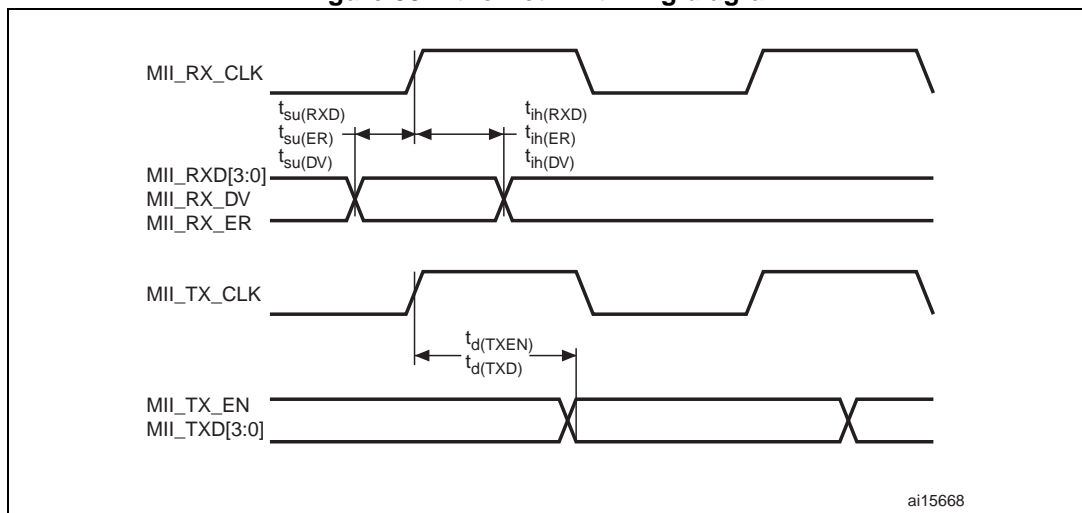 MII_RX_CLK
tsu(RXD)
tsu(ER)
tsu(DV)
tih(RXD)
tih(ER)
tih(DV)
MII_RXD[3:0]
MII_RX_DV
MII_RX_ER
MII_TX_CLK
td(TXEN)
td(TXD)
MII_TX_EN
MII_TXD[3:0]
ai15668